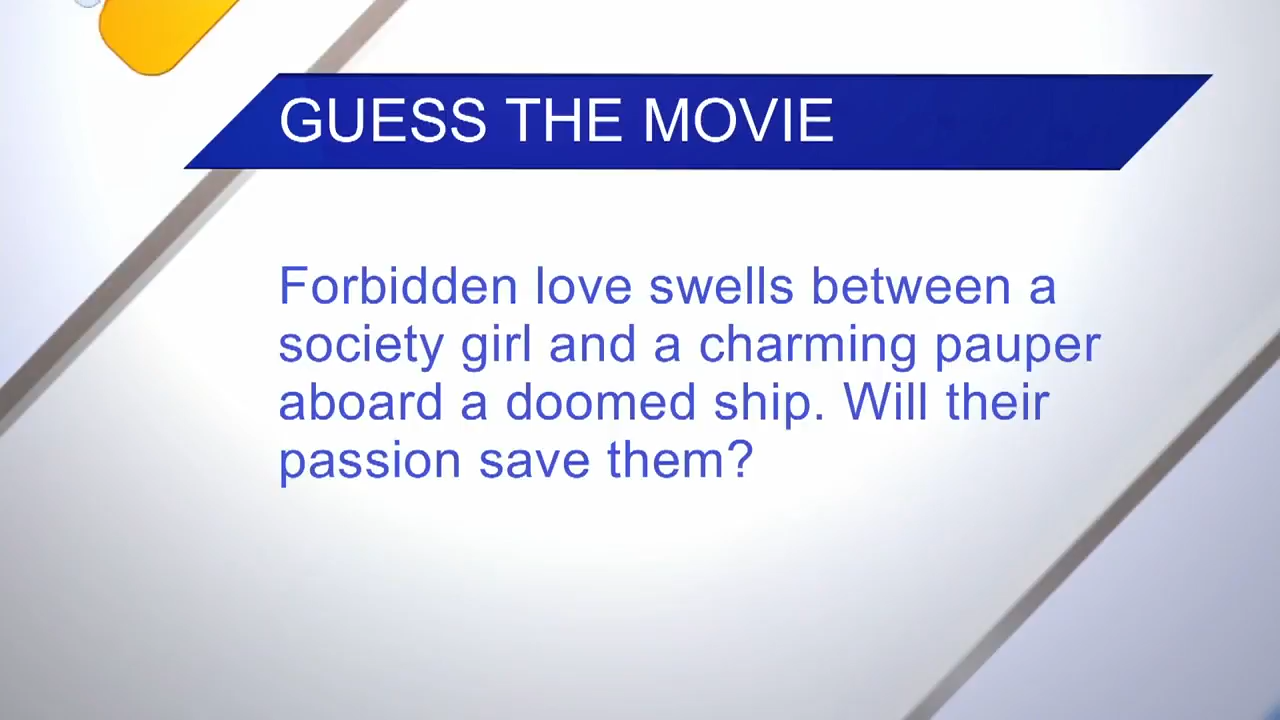 GUESS THE MOVIE
Forbidden love swells between a
society girl and a charming pauper
aboard a doomed ship. Will their
passion save them?